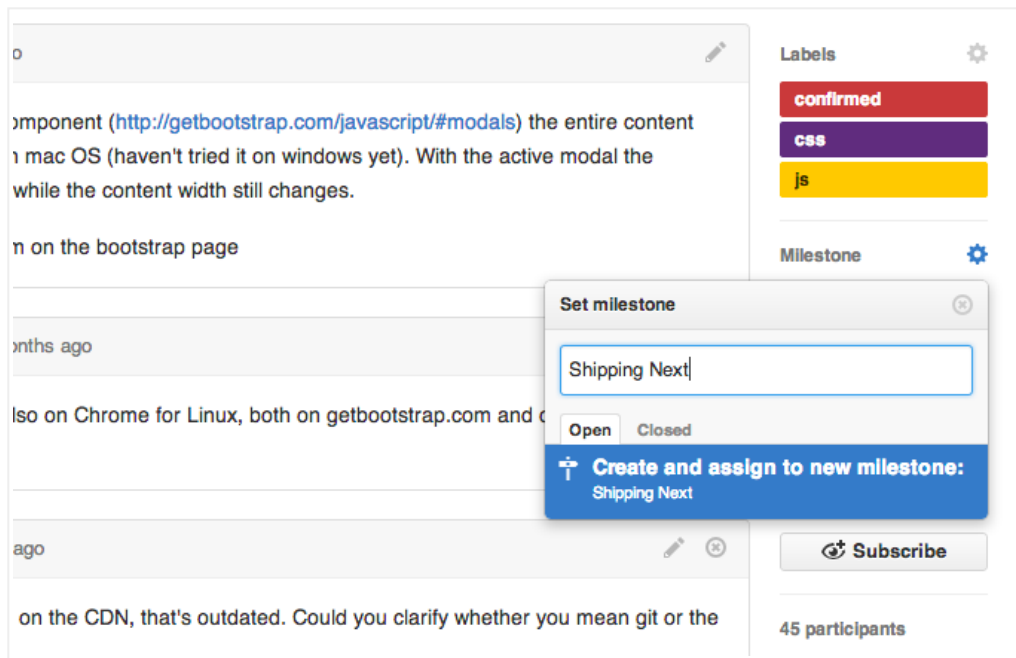 o
omponent (http://getbootstrap.com/javascript/#modals) the entire content
n mac OS (haven't tried it on windows yet). With the active modal the
while the content width still changes.
m on the bootstrap page
onths ago
lso on Chrome for Linux, both on getbootstrap.com and
ago
on the CDN, that's outdated. Could you clarify whether you mean git or the
Labels
confirmed
css
js
Milestone
Set milestone
Shipping Next
Open Closed
Create and assign to new milestone:
Shipping Next
Subscribe
45 participants